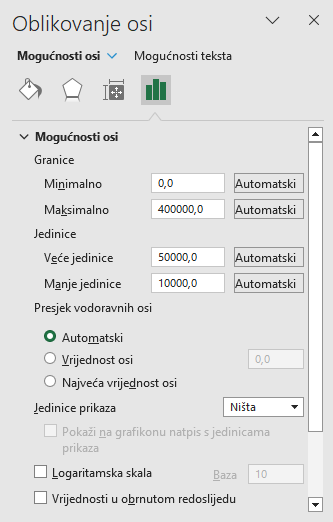 Oblikovanje osi
Mogućnosti osi Mogućnosti teksta
Mogućnosti osi
Granice
Minimalno 0,0 Automatski
Maksimalno 400000,0 Automatski
Jedinice
Veće jedinice 50000,0 Automatski
Manje jedinice 10000,0 Automatski
Presjek vodoravnih osi
Automatski
Vrijednost osi 0,0
Najveća vrijednost osi
Jedinice prikaza Ništa
Pokaži na grafikonu natpis s jedinicama
prikaza
Logaritamska skala Baza 10
Vrijednosti u obrnutom redoslijedu